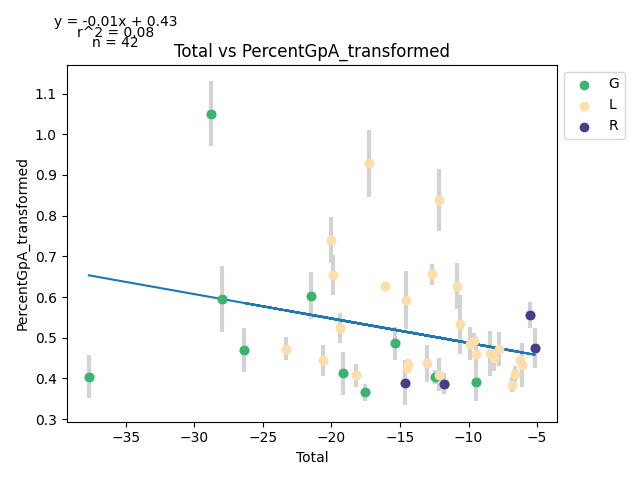 y = -0.01x + 0.43
r^2 = 0.08
n = 42
Total vs PercentGpA_transformed
G
L
R
PercentGpA_transformed
1.1
1.0
0.9
0.8
0.7
0.6
0.5
0.4
0.3
−35
−30
−25
−20
−15
−10
−5
Total